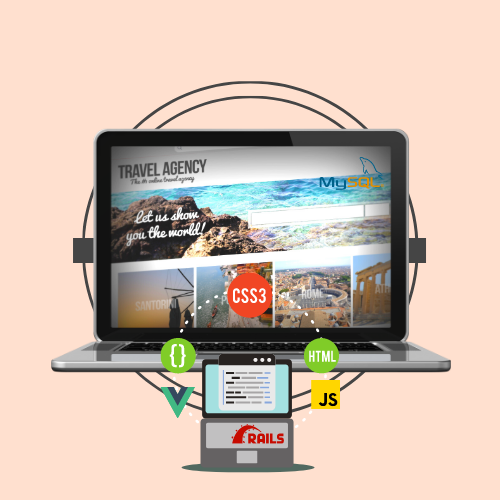 TRAVEL AGENCY
The #1 online travel agency
MySQL
Let us show
you the world!
SANTORINI
CSS3
ROME
{}
HTML
JS
RAILS